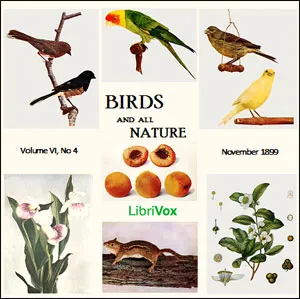 BIRDS
AND ALL
NATURE
Volume VI, No 4
November 1899
LibriVox